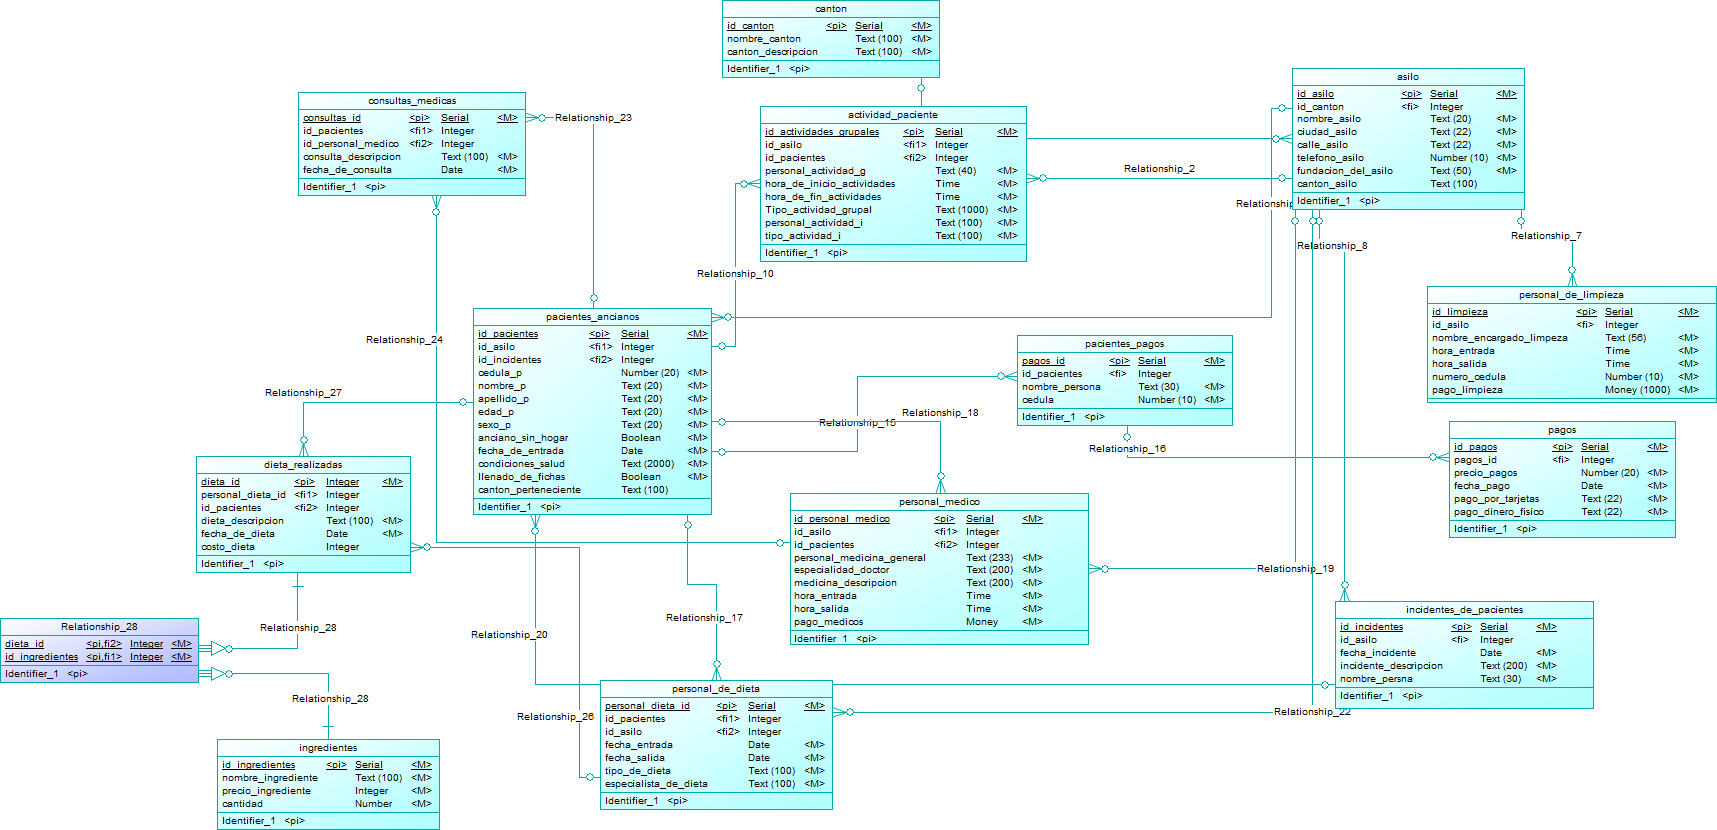 canton
id_canton <pi> Serial <M>
nombre_canton Text (100) <M>
canton_descripcion Text (100) <M>
Identifier_1 <pi>
asilo
id_asilo <pi> Serial <M>
id_canton <fi> Integer
nombre_asilo Text (20) <M>
ciudad_asilo Text (22) <M>
calle_asilo Text (22) <M>
telefono_asilo Number (10) <M>
fundacion_del_asilo Text (50) <M>
canton_asilo Text (100)
Identifier_1 <pi>
consultas_medicas
consultas_id <pi> Serial <M>
id_pacientes <fi1> Integer
id_personal_medico <fi2> Integer
consulta_descripcion Text (100) <M>
fecha_de_consulta Date <M>
Identifier_1 <pi>
Relationship_23
actividad_paciente
id_actividades_grupales <pi> Serial <M>
id_asilo <fi1> Integer
id_pacientes <fi2> Integer
personal_actividad_g Text (40) <M>
hora_de_inicio_actividades Time <M>
hora_de_fin_actividades Time <M>
Tipo_actividad_grupal Text (1000) <M>
personal_actividad_i Text (100) <M>
tipo_actividad_i Text (100) <M>
Identifier_1 <pi>
Relationship_2
Relationship_8
Relationship_7
Relationship_10
personal_de_limpieza
id_limpieza <pi> Serial <M>
id_asilo <fi> Integer
nombre_encargado_limpeza Text (56) <M>
hora_entrada Time <M>
hora_salida Time <M>
numero_cedula Number (10) <M>
pago_limpieza Money (1000) <M>
pacientes_ancianos
id_pacientes <pi> Serial <M>
id_asilo <fi1> Integer
id_incidentes <fi2> Integer
cedula_p Number (20) <M>
nombre_p Text (20) <M>
apellido_p Text (20) <M>
edad_p Text (20) <M>
sexo_p Text (20) <M>
anciano_sin_hogar Boolean <M>
fecha_de_entrada Date <M>
condiciones_salud Text (2000) <M>
llenado_de_fichas Boolean <M>
canton_perteneciente Text (100)
Identifier_1 <pi>
Relationship_24
pacientes_pagos
pagos_id <pi> Serial <M>
id_pacientes <fi> Integer
nombre_persona Text (30) <M>
cedula Number (10) <M>
Identifier_1 <pi>
Relationship_27
Relationship_18
Relationship_15
Relationship_16
pagos
id_pagos <pi> Serial <M>
pagos_id <fi> Integer
precio_pagos Number (20) <M>
fecha_pago Date <M>
pago_por_tarjetas Text (22) <M>
pago_dinero_fisico Text (22) <M>
Identifier_1 <pi>
dieta_realizadas
dieta_id <pi> Integer <M>
personal_dieta_id <fi1> Integer
id_pacientes <fi2> Integer
dieta_descripcion Text (100) <M>
fecha_de_dieta Date <M>
costo_dieta Integer
Identifier_1 <pi>
personal_medico
id_personal_medico <pi> Serial <M>
id_asilo <fi1> Integer
id_pacientes <fi2> Integer
personal_medicina_general Text (233) <M>
especialidad_doctor Text (200) <M>
medicina_descripcion Text (200) <M>
hora_entrada Time <M>
hora_salida Time <M>
pago_medicos Money <M>
Identifier_1 <pi>
Relationship_19
Relationship_17
Relationship_20
incidentes_de_pacientes
id_incidentes <pi> Serial <M>
id_asilo <fi> Integer
fecha_incidente Date <M>
incidente_descripcion Text (200) <M>
nombre_persna Text (30) <M>
Identifier_1 <pi>
Relationship_28
dieta_id <pi,fi2> Integer <M>
id_ingredientes <pi,fi1> Integer <M>
Identifier_1 <pi>
Relationship_28
Relationship_28
personal_de_dieta
personal_dieta_id <pi> Serial <M>
id_pacientes <fi1> Integer
id_asilo <fi2> Integer
fecha_entrada Date <M>
fecha_salida Date <M>
tipo_de_dieta Text (100) <M>
especialista_de_dieta Text (100) <M>
Identifier_1 <pi>
Relationship_26
Relationship_22
ingredientes
id_ingredientes <pi> Serial <M>
nombre_ingrediente Text (100) <M>
precio_ingrediente Integer <M>
cantidad Number <M>
Identifier_1 <pi>